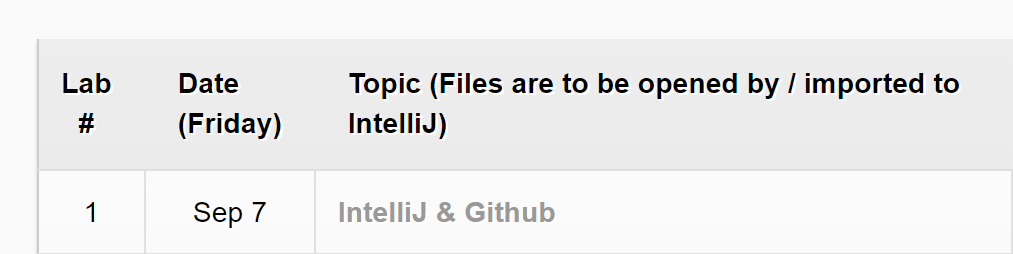 Lab Date Topic (Files are to be opened by / imported to
# (Friday) IntelliJ)
1 Sep 7 IntelliJ & Github